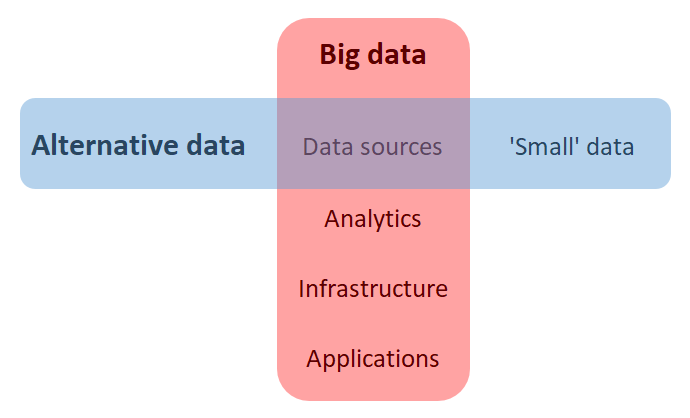 Big data
Alternative data
Data sources
'Small' data
Analytics
Infrastructure
Applications